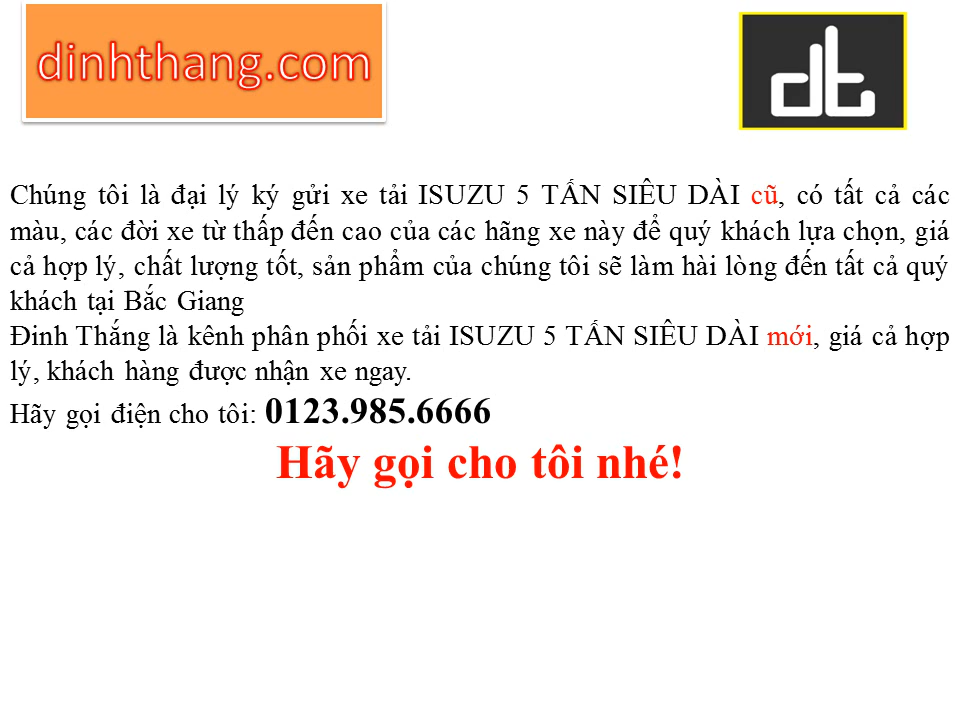 dinhthang.com
dt
Chúng tôi là đại lý ký gửi xe tải ISUZU 5 TẤN SIÊU DÀI cũ, có tất cả các
màu, các đời xe từ thấp đến cao của các hãng xe này để quý khách lựa chọn, giá
cả hợp lý, chất lượng tốt, sản phẩm của chúng tôi sẽ làm hài lòng đến tất cả quý
khách tại Bắc Giang
Đinh Thắng là kênh phân phối xe tải ISUZU 5 TẤN SIÊU DÀI mới, giá cả hợp
lý, khách hàng được nhận xe ngay.
Hãy gọi điện cho tôi: 0123.985.6666
Hãy gọi cho tôi nhé!